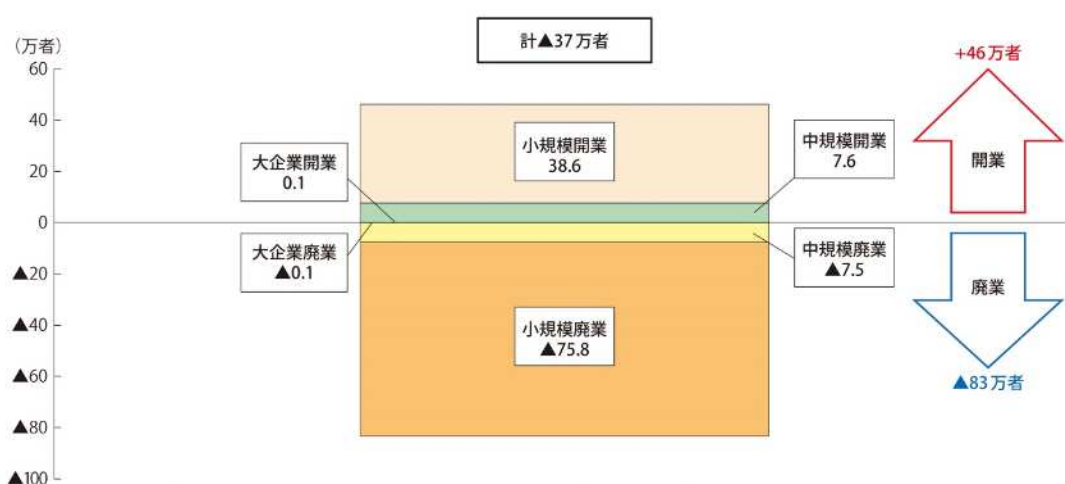 計▲37万者
(万者)
60
40
20
0
▲20
▲40
▲60
▲80
▲100
大企業開業
0.1
小規模開業
38.6
中規模開業
7.6
大企業廃業
▲0.1
中規模廃業
▲7.5
小規模廃業
▲75.8
+46万者
開業
廃業
▲83万者